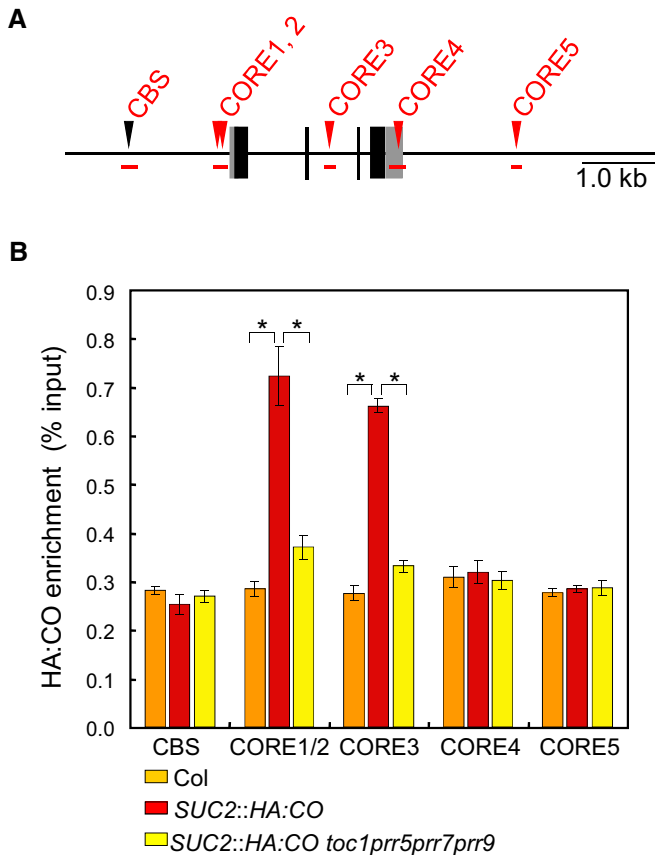 A
CBS
CORE1, 2
CORE3
CORE4
CORE5
1.0 kb
B
HA:CO enrichment (% input)
0.9
0.8
0.7
0.6
0.5
0.4
0.3
0.2
0.1
0.0
* *
* *
CBS CORE1/2 CORE3 CORE4 CORE5
Col
SUC2::HA:CO
SUC2::HA:CO toc1prr5prr7prr9